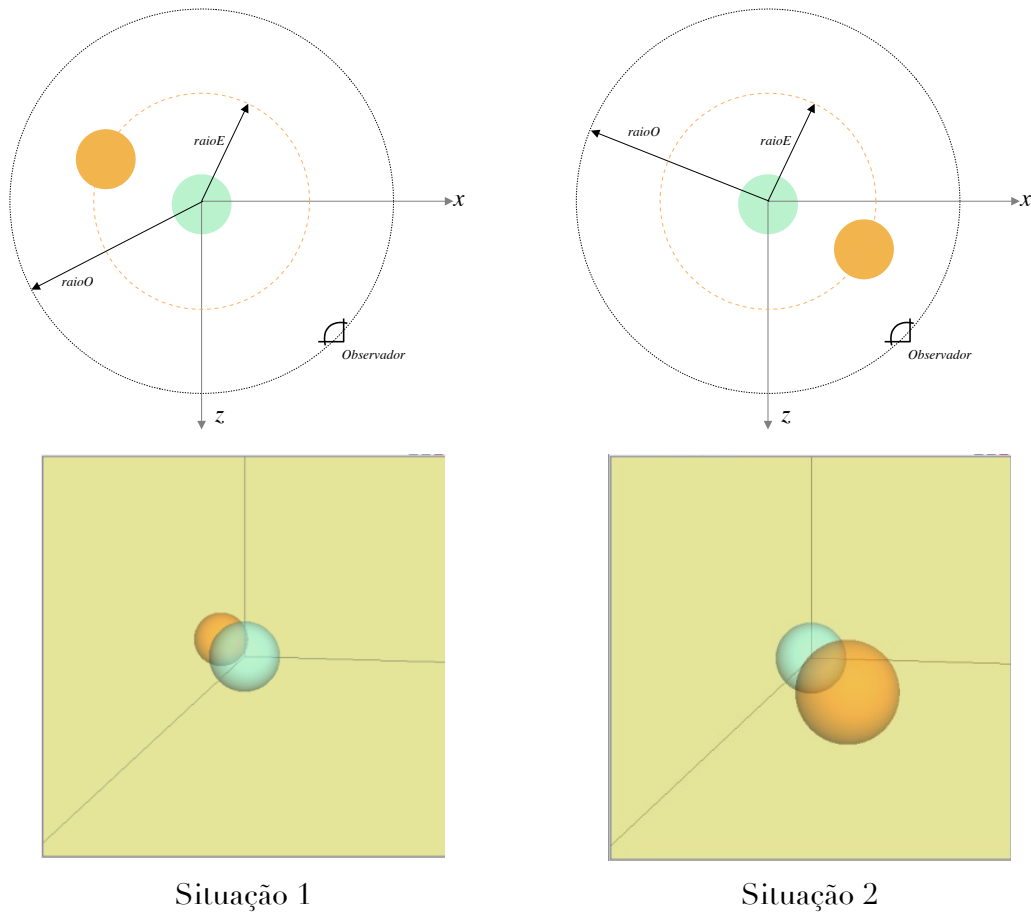 raioE
x
raioO
Observador
z
raioO
raioE
x
Observador
z
Situação 1
Situação 2